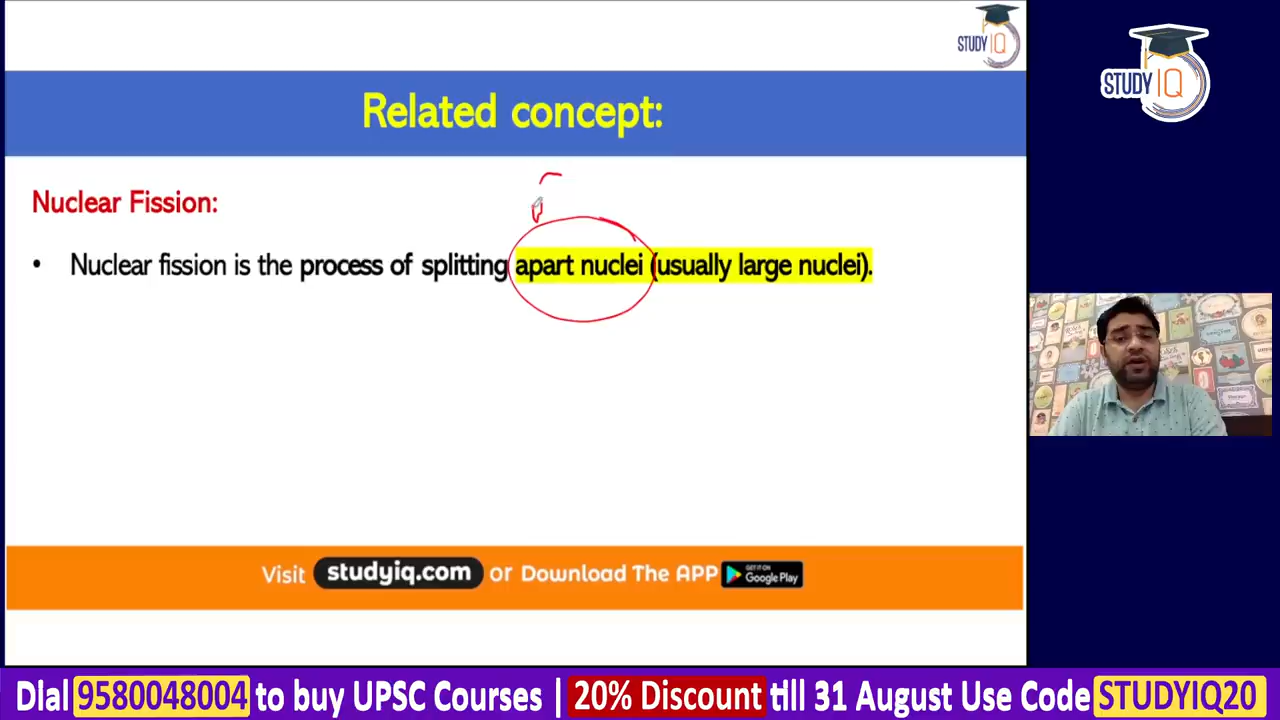 STUDY IQ
STUDY IQ
Related concept:
Nuclear Fission:
• Nuclear fission is the process of splitting apart nuclei (usually large nuclei).
Visit studyiq.com or Download The APP GET IT ON Google Play
Dial 9580048004 to buy UPSC Courses | 20% Discount till 31 August Use Code STUDYIQ20